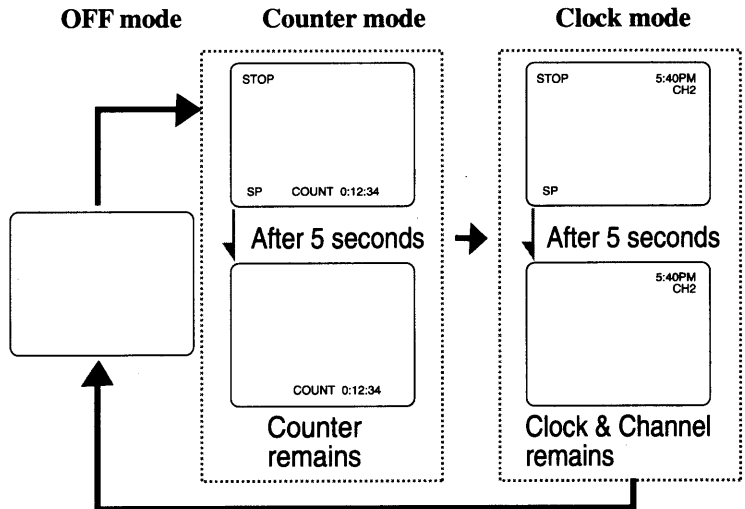 OFF mode
Counter mode
Clock mode
STOP
SP COUNT 0:12:34
After 5 seconds
COUNT 0:12:34
Counter
remains
STOP 5:40PM
CH2
SP
After 5 seconds
5:40PM
CH2
Clock & Channel
remains